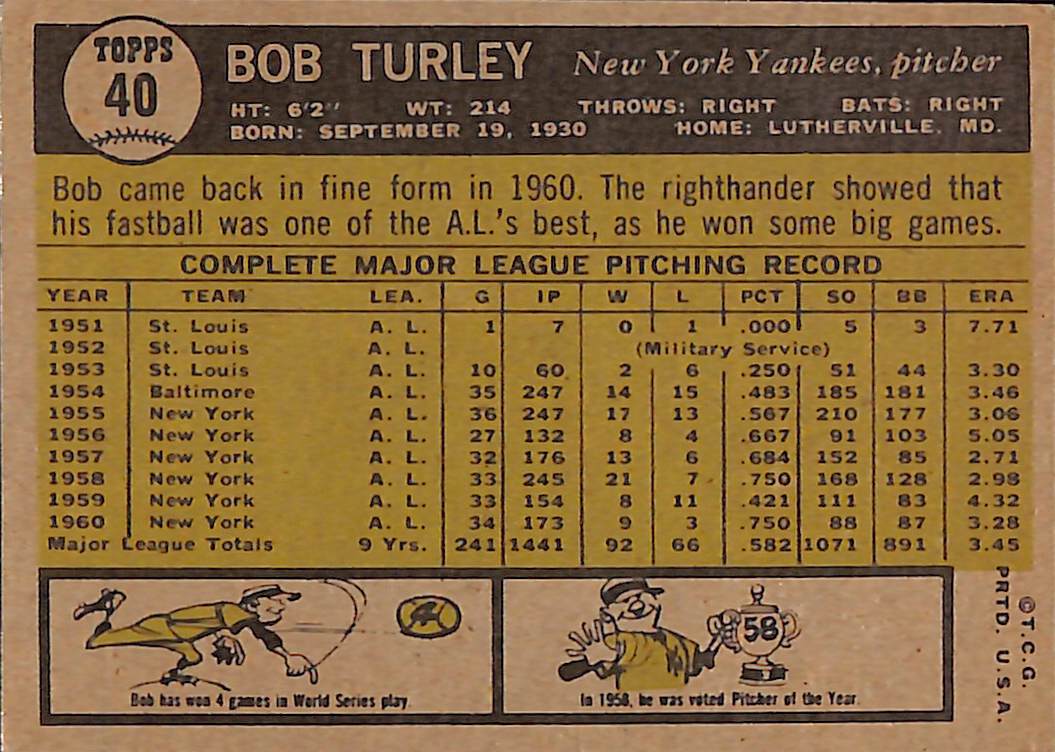 TOPPS
40
BOB TURLEY New York Yankees, pitcher
HT: 6'2" WT: 214 THROWS: RIGHT BATS: RIGHT
BORN: SEPTEMBER 19, 1930 HOME: LUTHERVILLE, MD.
Bob came back in fine form in 1960. The righthander showed that
his fastball was one of the A.L.'s best, as he won some big games.
COMPLETE MAJOR LEAGUE PITCHING RECORD
YEAR TEAM LEA. G IP W L PCT SO BB ERA
1951 St. Louis A. L. 1 7 0 1 .000 5 3 7.71
1952 St. Louis A. L. (Military Service)
1953 St. Louis A. L. 10 60 2 6 .250 51 44 3.30
1954 Baltimore A. L. 35 247 14 15 .483 185 181 3.46
1955 New York A. L. 36 247 17 13 .567 210 177 3.06
1956 New York A. L. 27 132 8 4 .667 91 103 5.05
1957 New York A. L. 32 176 13 6 .684 152 85 2.71
1958 New York A. L. 33 245 21 7 .750 168 128 2.98
1959 New York A. L. 33 154 8 11 .421 111 83 4.32
1960 New York A. L. 34 173 9 3 .750 88 87 3.28
Major League Totals 9 Yrs. 241 1441 92 66 .582 1071 891 3.45
4
Bob has won 4 games in World Series play.
58
In 1958, he was voted Pitcher of the Year.
©T.C.G.
PRTD. U.S.A.